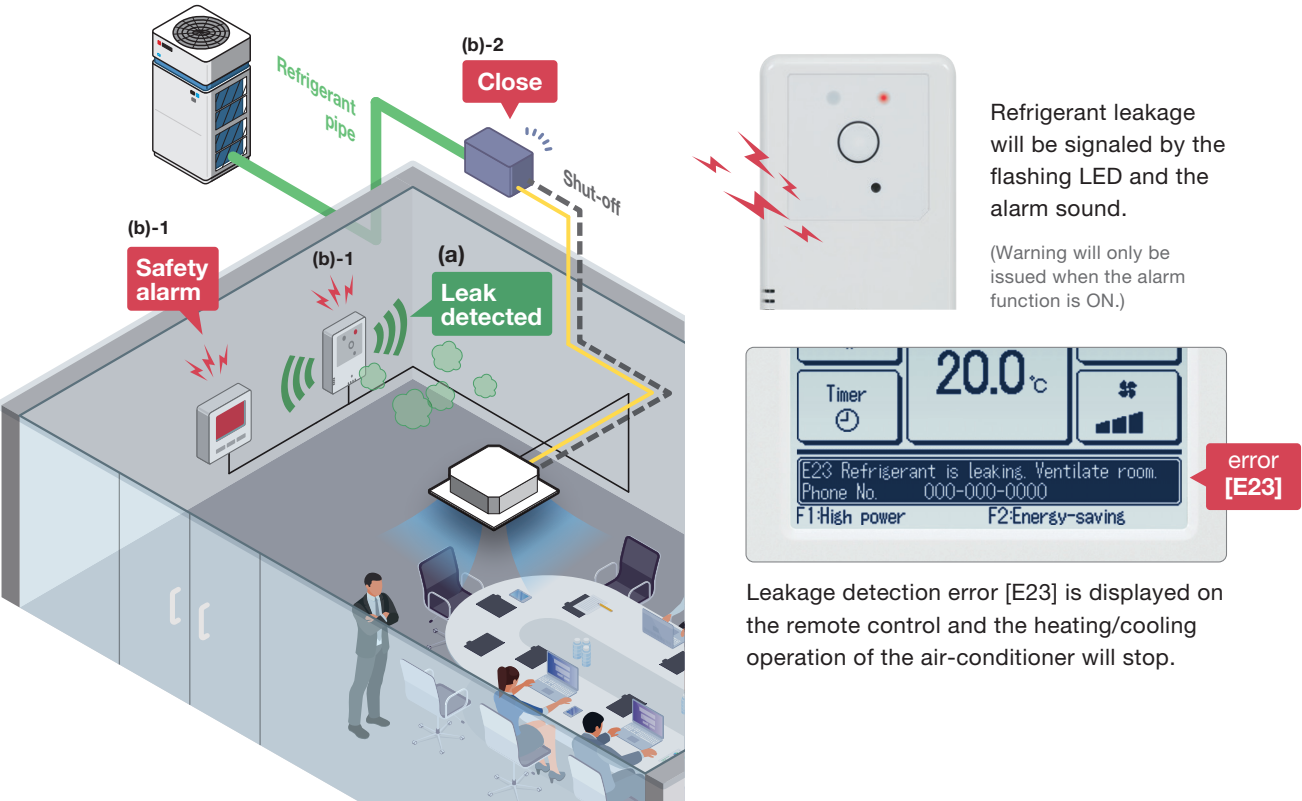 (b)-2
Close
Refrigerant
pipe
Shut-off
(b)-1
Safety
alarm
(b)-1
(a)
Leak
detected
Refrigerant leakage
will be signaled by the
flashing LED and the
alarm sound.
(Warning will only be
issued when the alarm
function is ON.)
Timer
20.0°C
E23 Refrigerant is leaking. Ventilate room.
Phone No. 000-000-0000
F1:High power F2:Energy-saving
error
[E23]
Leakage detection error [E23] is displayed on
the remote control and the heating/cooling
operation of the air-conditioner will stop.